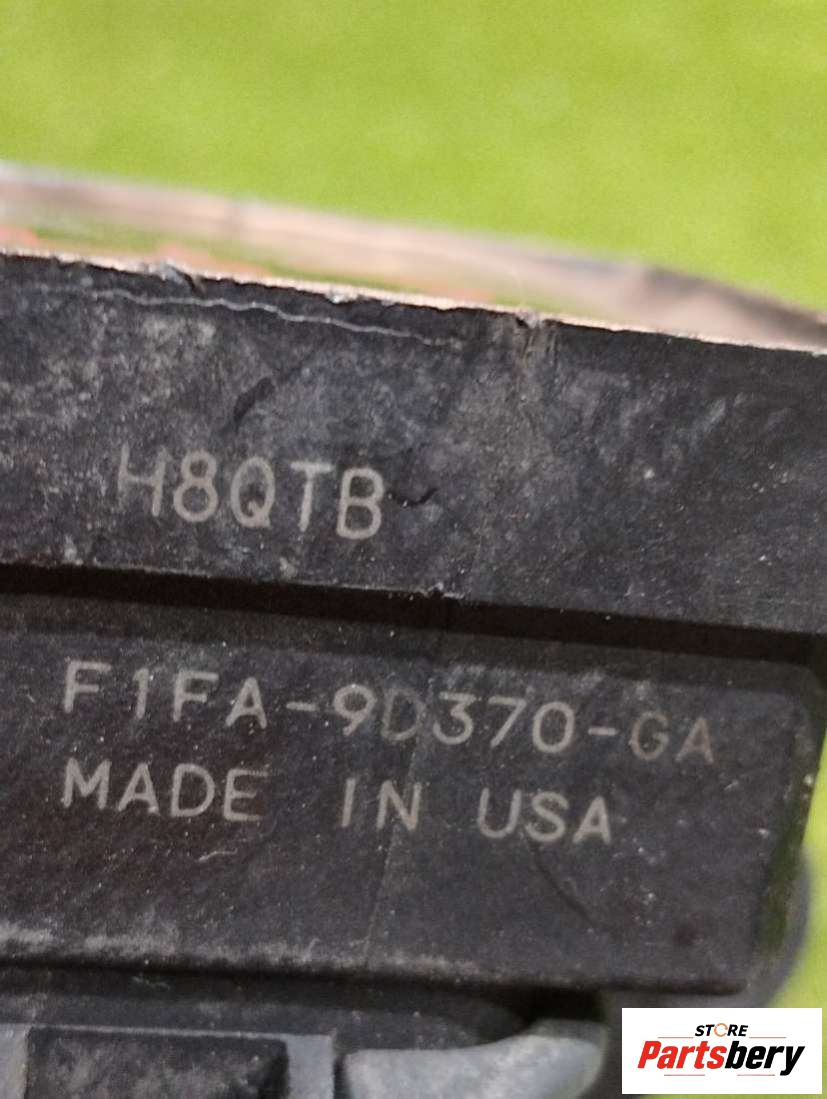 H8QTB
F1FA-9D370-GA
MADE IN USA
STORE
Partsbery